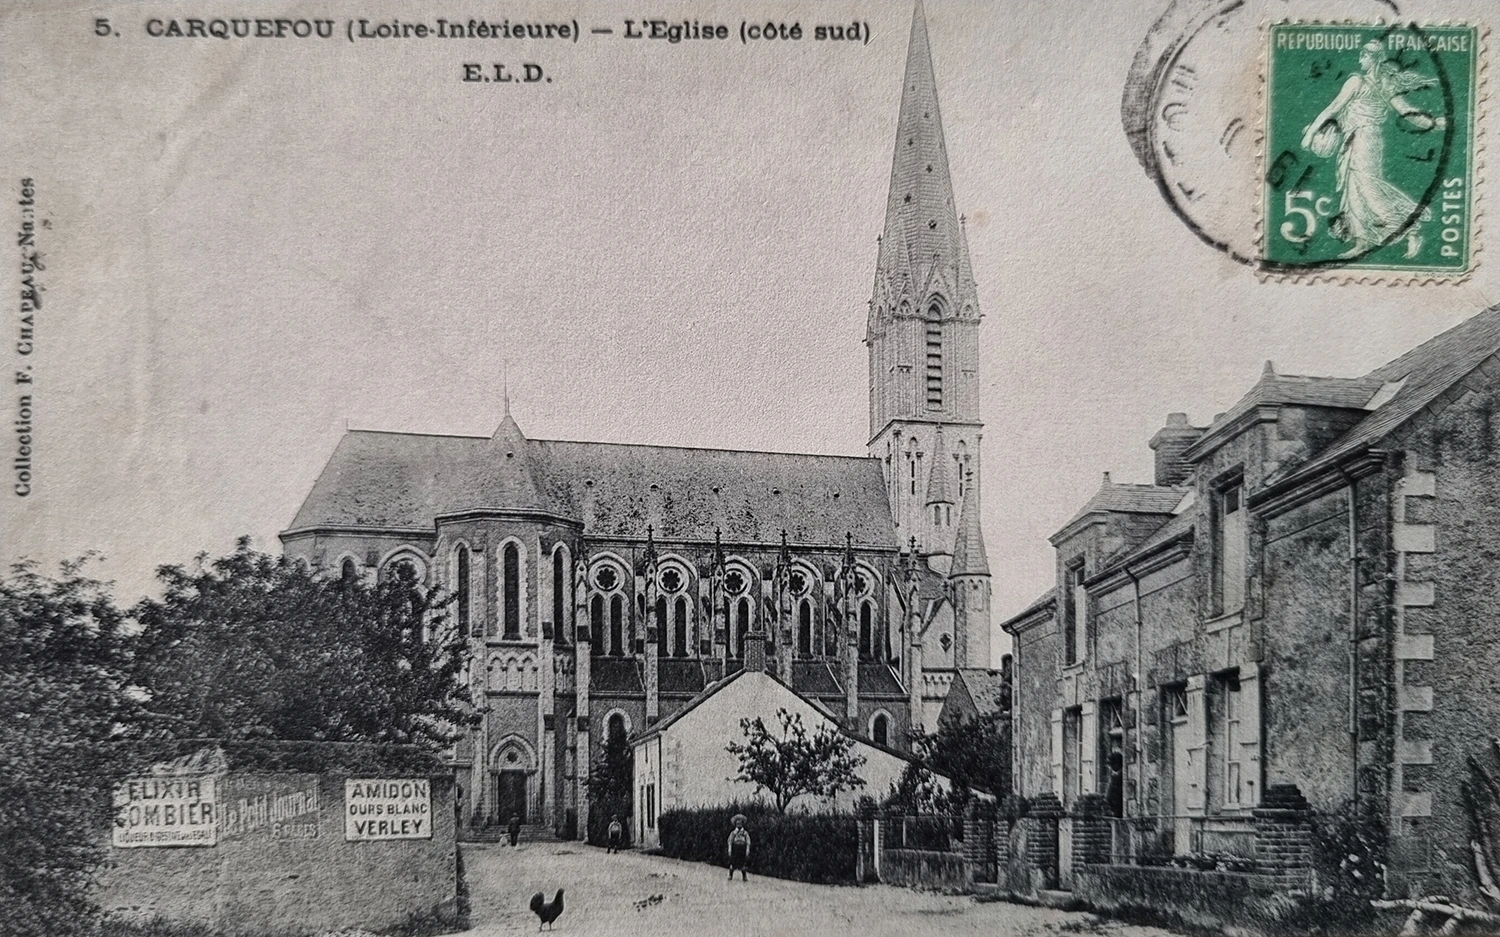 5. CARQUEFOU (Loire-Inférieure) — L'Eglise (côté sud)
E.L.D.
REPUBLIQUE FRANÇAISE
5c
POSTES
Collection F. CHAPEAU, Nantes
ELIXIR
COMBIER
Le Petit Journal
AMIDON
OURS BLANC
VERLEY